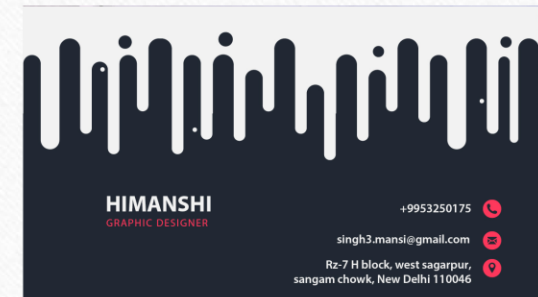 HIMANSHI
GRAPHIC DESIGNER
+9953250175
singh3.mansi@gmail.com
Rz-7 H block, west sagarpur,
sangam chowk, New Delhi 110046